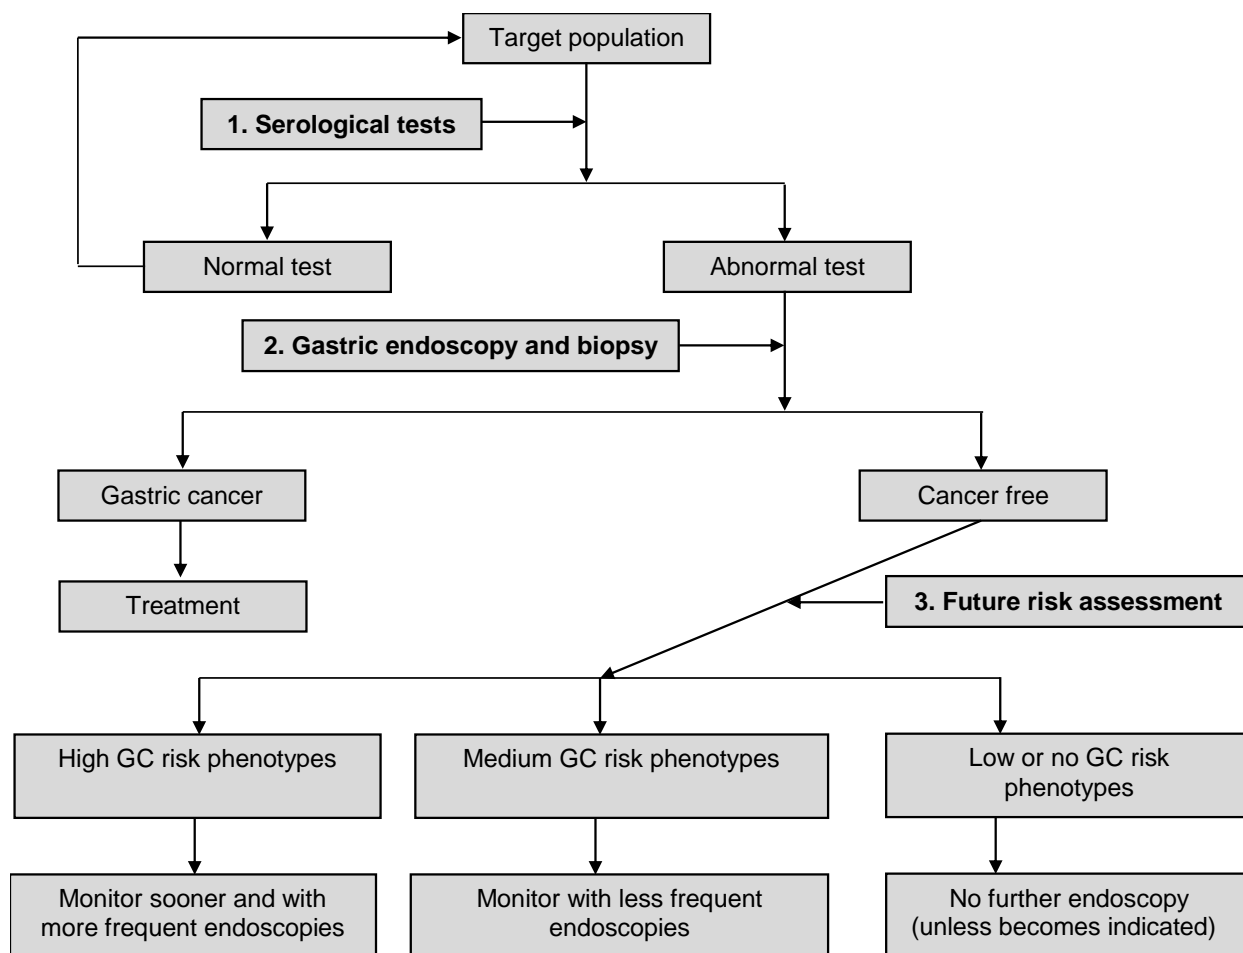 Target population
1. Serological tests
Normal test
Abnormal test
2. Gastric endoscopy and biopsy
Gastric cancer
Cancer free
Treatment
3. Future risk assessment
High GC risk phenotypes
Medium GC risk phenotypes
Low or no GC risk
phenotypes
Monitor sooner and with
more frequent endoscopies
Monitor with less frequent
endoscopies
No further endoscopy
(unless becomes indicated)